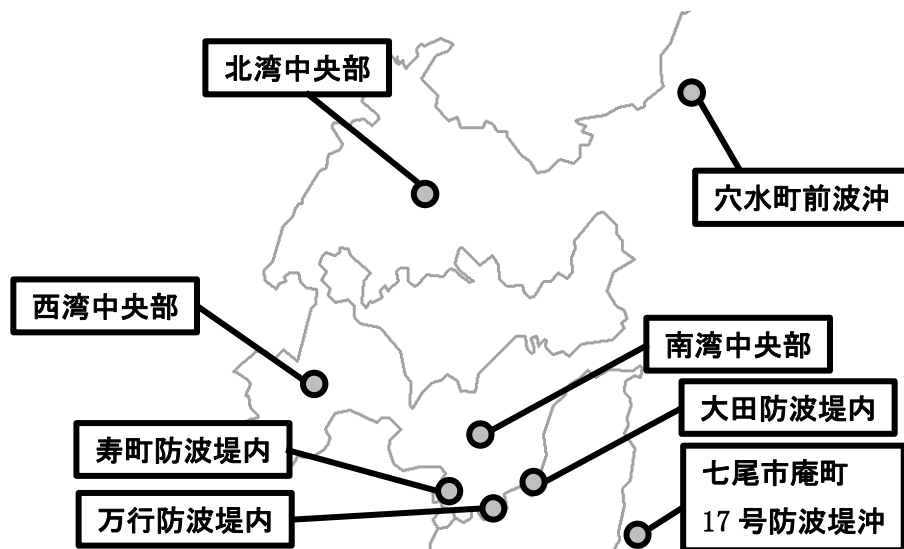 北湾中央部
穴水町前波沖
西湾中央部
南湾中央部
大田防波堤内
寿町防波堤内
七尾市庵町
17号防波堤沖
万行防波堤内